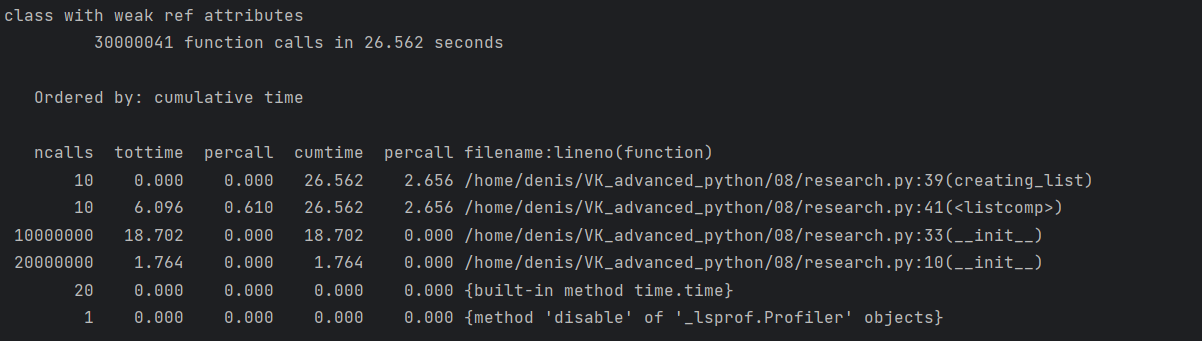 class with weak ref attributes
30000041 function calls in 26.562 seconds
Ordered by: cumulative time
ncalls tottime percall cumtime percall filename:lineno(function)
10 0.000 0.000 26.562 2.656 /home/denis/VK_advanced_python/08/research.py:39(creating_list)
10 6.096 0.610 26.562 2.656 /home/denis/VK_advanced_python/08/research.py:41(<listcomp>)
10000000 18.702 0.000 18.702 0.000 /home/denis/VK_advanced_python/08/research.py:33(__init__)
20000000 1.764 0.000 1.764 0.000 /home/denis/VK_advanced_python/08/research.py:10(__init__)
20 0.000 0.000 0.000 0.000 {built-in method time.time}
1 0.000 0.000 0.000 0.000 {method 'disable' of '_lsprof.Profiler' objects}